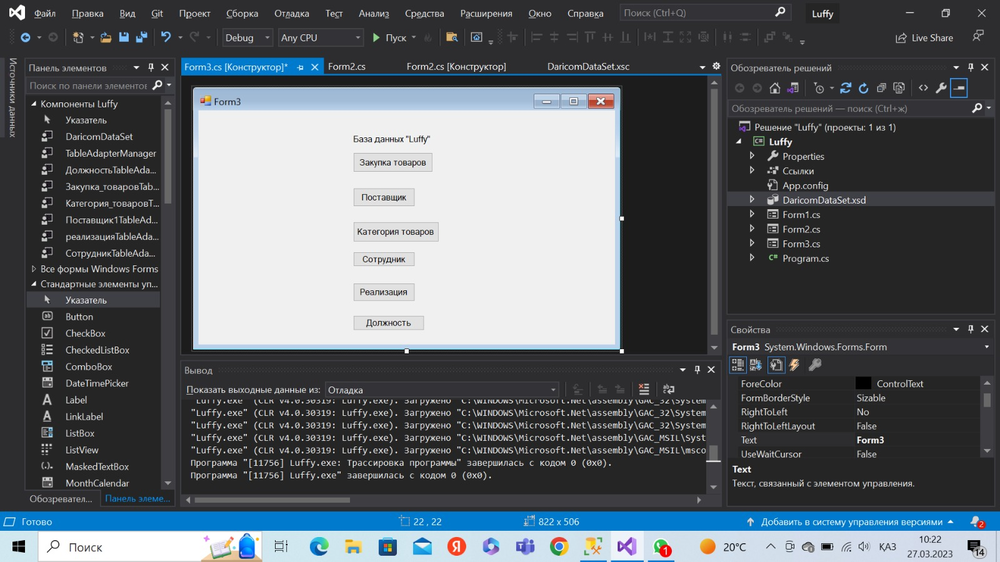 Файл Правка Вид Git Проект Сборка Отладка Тест Анализ Средства Расширения Окно Справка Поиск (Ctrl+Q) Luffy
Debug Any CPU Пуск Live Share
Источники данных
Панель элементов
Поиск по панели элементов
Компоненты Luffy
Указатель
DaricomDataSet
TableAdapterManager
ДолжностьTableAda...
Закупка_товаровTab...
Категория_товаровТ...
Поставщик1TableAd...
реализацияTableAda...
СотрудникTableAda...
Все формы Windows Forms
Стандартные элементы уп...
Указатель
Button
CheckBox
CheckedListBox
ComboBox
DateTimePicker
Label
LinkLabel
ListBox
ListView
MaskedTextBox
MonthCalendar
Обозревател... Панель элеме...
Form3.cs [Конструктор]* Form2.cs Form2.cs [Конструктор] DaricomDataSet.xsc
Form3
База данных "Luffy"
Закупка товаров
Поставщик
Категория товаров
Сотрудник
Реализация
Должность
Вывод
Показать выходные данные из: Отладка
"Luffy.exe" (CLR v4.0.30319: Luffy.exe). Загружено "C:\WINDOWS\Microsoft.Net\assembly\GAC_32\System
"Luffy.exe" (CLR v4.0.30319: Luffy.exe). Загружено "C:\WINDOWS\Microsoft.Net\assembly\GAC_32\System
"Luffy.exe" (CLR v4.0.30319: Luffy.exe). Загружено "C:\WINDOWS\Microsoft.Net\assembly\GAC_32\System
"Luffy.exe" (CLR v4.0.30319: Luffy.exe). Загружено "C:\WINDOWS\Microsoft.Net\assembly\GAC_MSIL\Syst
"Luffy.exe" (CLR v4.0.30319: Luffy.exe). Загружено "C:\WINDOWS\Microsoft.Net\assembly\GAC_MSIL\msco
Программа "[11756] Luffy.exe: Трассировка программы" завершилась с кодом 0 (0x0).
Программа "[11756] Luffy.exe" завершилась с кодом 0 (0x0).
Обозреватель решений
Обозреватель решений — поиск (Ctrl+ж)
Решение "Luffy" (проекты: 1 из 1)
C# Luffy
Properties
Ссылки
App.config
DaricomDataSet.xsd
Form1.cs
Form2.cs
Form3.cs
C# Program.cs
Свойства
Form3 System.Windows.Forms.Form
ForeColor ControlText
FormBorderStyle Sizable
RightToLeft No
RightToLeftLayout False
Text Form3
UseWaitCursor False
Text
Текст, связанный с элементом управления.
Готово 22 , 22 822 x 506 Добавить в систему управления версиями 2
Поиск Я 1 20°C ҚАЗ 10:22
27.03.2023 14